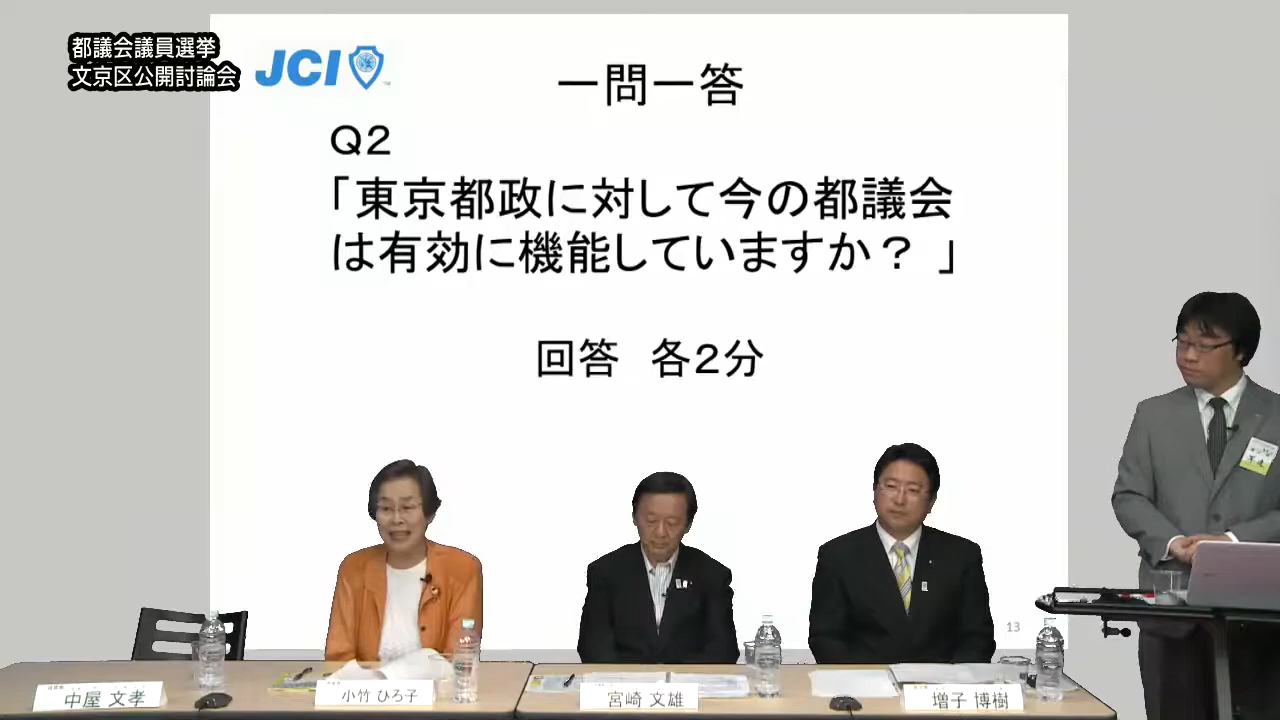 都議会議員選挙
文京区公開討論会
JCI
一問一答
Q2
「東京都政に対して今の都議会
は有効に機能していますか？」
回答 各2分
13
中屋 文孝
小竹 ひろ子
宮崎 文雄
増子 博樹